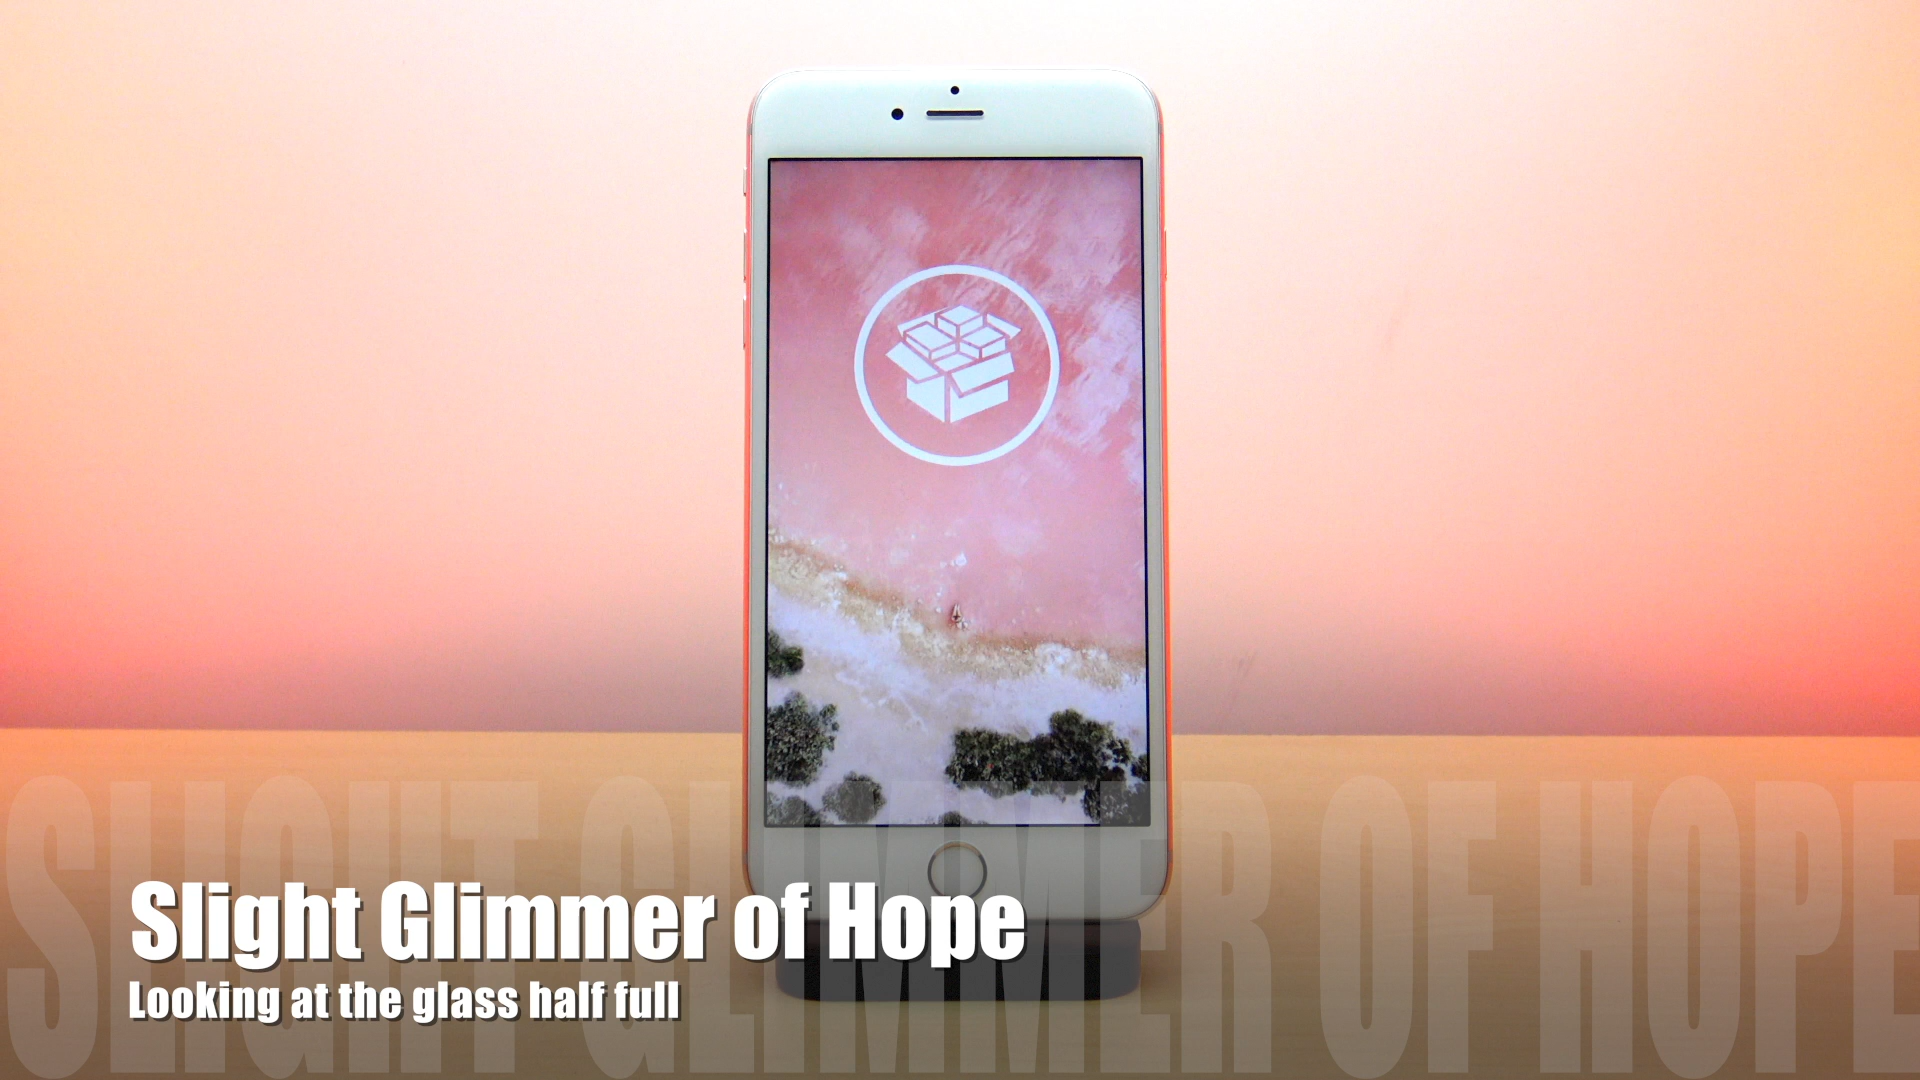 Slight Glimmer of Hope
Looking at the glass half full
SLIGHT GLIMMER OF HOPE